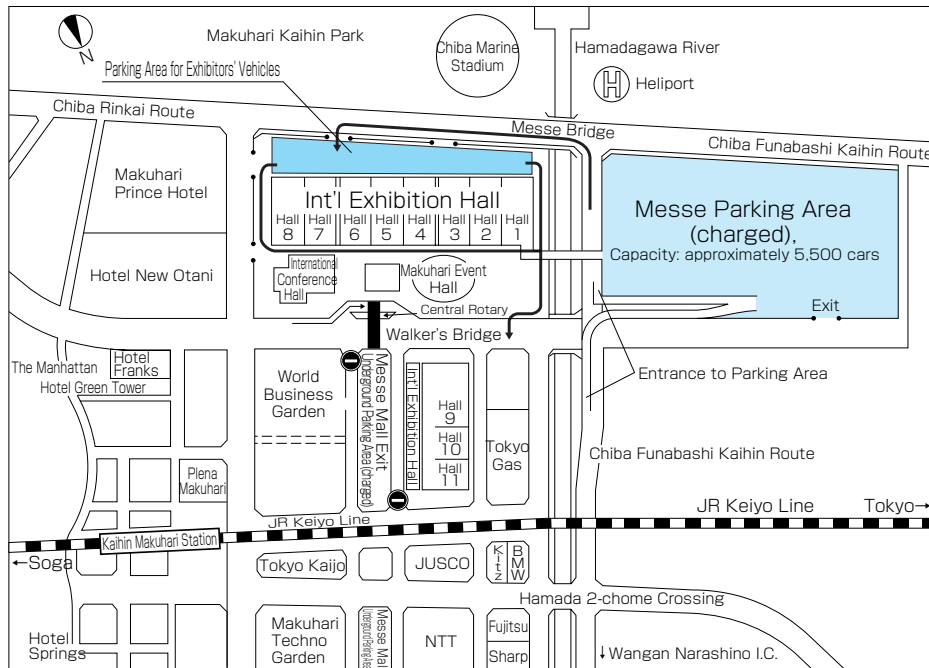 N
Makuhari Kaihin Park
Chiba Marine
Stadium
Hamadagawa River
H
Heliport
Parking Area for Exhibitors' Vehicles
Chiba Rinkai Route
Messe Bridge
Chiba Funabashi Kaihin Route
Makuhari
Prince Hotel
Int'l Exhibition Hall
Hall
8
Hall
7
Hall
6
Hall
5
Hall
4
Hall
3
Hall
2
Hall
1
Messe Parking Area
(charged),
Capacity: approximately 5,500 cars
Hotel New Otani
International
Conference
Hall
Makuhari Event
Hall
Central Rotary
Exit
Walker's Bridge
The Manhattan
Hotel
Franks
Hotel Green Tower
World
Business
Garden
Messe Mall Exit
Underground Parking Area (charged)
Int'l Exhibition Hall
Hall
9
Hall
10
Hall
11
Tokyo
Gas
Entrance to Parking Area
Chiba Funabashi Kaihin Route
Plena
Makuhari
JR Keiyo Line
JR Keiyo Line
Tokyo→
Kaihin Makuhari Station
←Soga
Tokyo Kaijo
JUSCO
Kitz
BMW
Hamada 2-chome Crossing
Hotel
Springs
Makuhari
Techno
Garden
Messe Mall
Underground Parking Area
NTT
Fujitsu
Sharp
↓Wangan Narashino I.C.